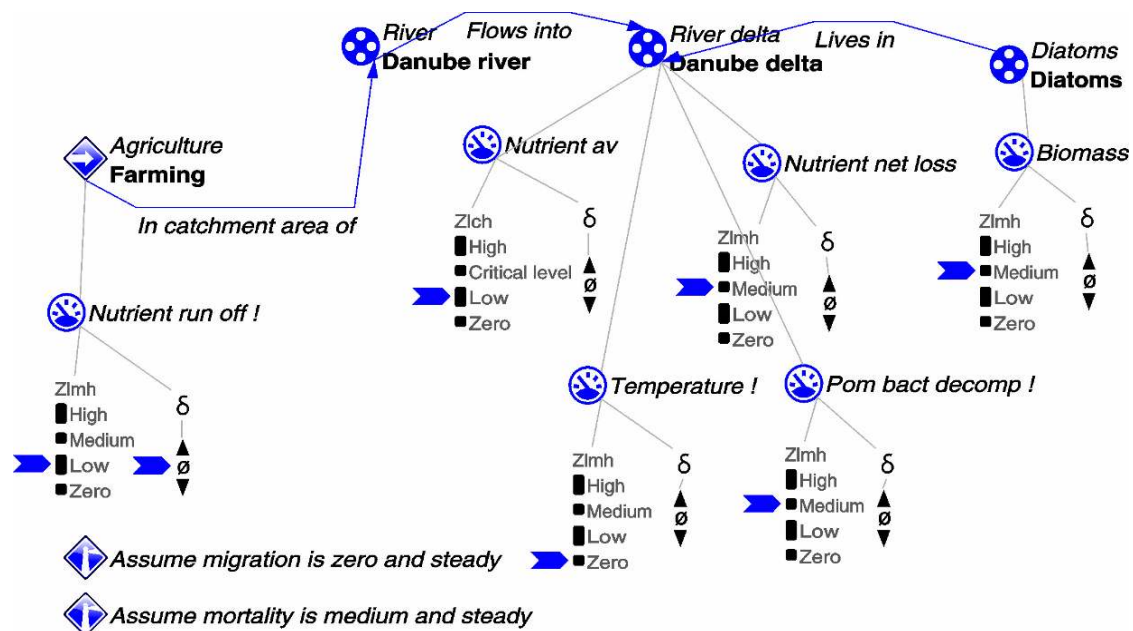 River
Danube river
Flows into
River delta
Danube delta
Lives in
Diatoms
Diatoms
Agriculture
Farming
In catchment area of
Nutrient av
Nutrient net loss
Biomass
Zlch
High
Critical level
Low
Zero
δ
ø
Zlmh
High
Medium
Low
Zero
δ
ø
Zlmh
High
Medium
Low
Zero
δ
ø
Nutrient run off !
Zlmh
High
Medium
Low
Zero
δ
ø
Temperature !
Zlmh
High
Medium
Low
Zero
δ
ø
Pom bact decomp !
Zlmh
High
Medium
Low
Zero
δ
ø
Assume migration is zero and steady
Assume mortality is medium and steady